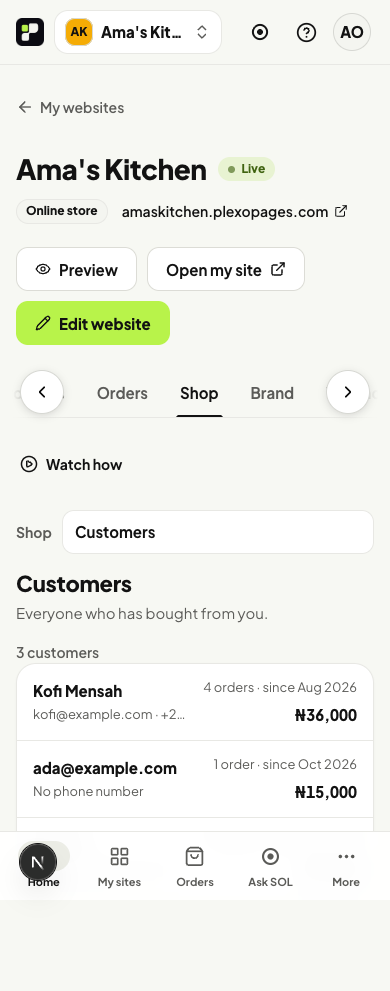 AK Ama's Kit... AO
My websites
Ama's Kitchen Live
Online store amaskitchen.plexopages.com
Preview Open my site
Edit website
Orders Shop Brand
Watch how
Shop Customers
Customers
Everyone who has bought from you.
3 customers
Kofi Mensah 4 orders · since Aug 2026
kofi@example.com · +2... ₦36,000
ada@example.com 1 order · since Oct 2026
No phone number ₦15,000
N
Home My sites Orders Ask SOL More